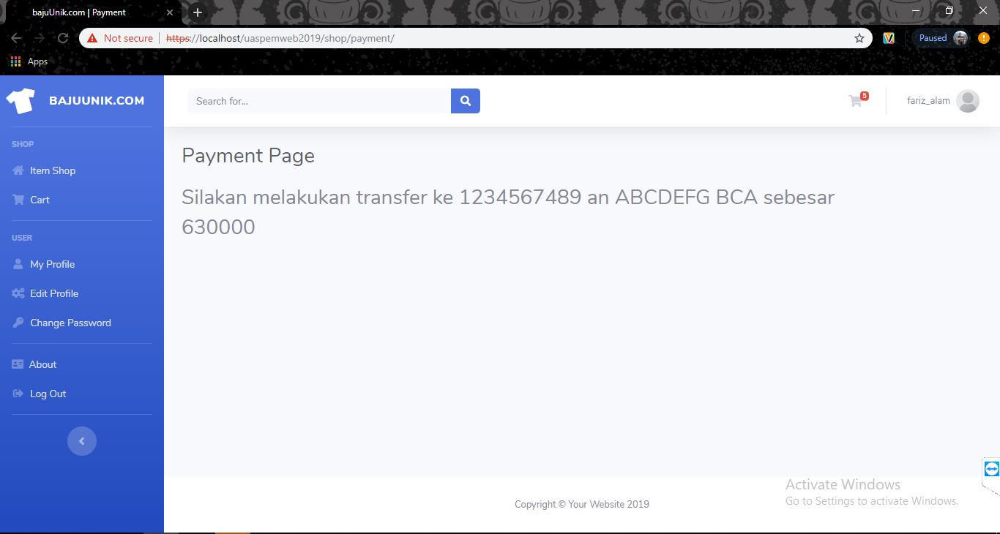 bajuUnik.com | Payment
Not secure | https://localhost/uaspemweb2019/shop/payment/
Paused
Apps
BAJUUNIK.COM
Search for...
5
fariz_alam
SHOP
Item Shop
Cart
USER
My Profile
Edit Profile
Change Password
About
Log Out
Payment Page
Silakan melakukan transfer ke 1234567489 an ABCDEFG BCA sebesar
630000
Copyright © Your Website 2019
Activate Windows
Go to Settings to activate Windows.